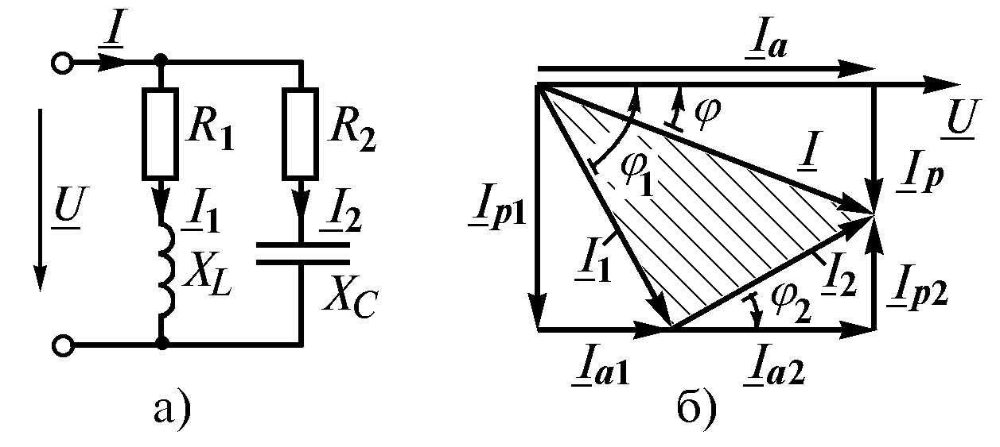 I
R1
R2
U
I1
I2
XL
XC
а)
Ia
U
φ
φ1
I
Ip
Ip1
I1
I2
φ2
Ip2
Ia1
Ia2
б)